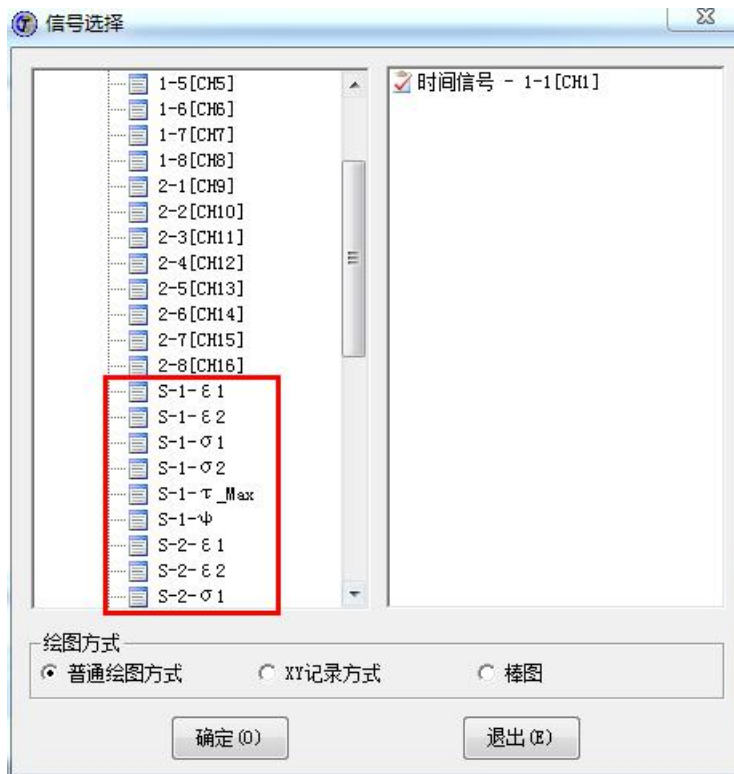 信号选择
1-5[CH5]
1-6[CH6]
1-7[CH7]
1-8[CH8]
2-1[CH9]
2-2[CH10]
2-3[CH11]
2-4[CH12]
2-5[CH13]
2-6[CH14]
2-7[CH15]
2-8[CH16]
S-1-ε1
S-1-ε2
S-1-σ1
S-1-σ2
S-1-τ_Max
S-1-ψ
S-2-ε1
S-2-ε2
S-2-σ1
时间信号 - 1-1[CH1]
绘图方式
普通绘图方式 XY记录方式 棒图
确定(O) 退出(E)